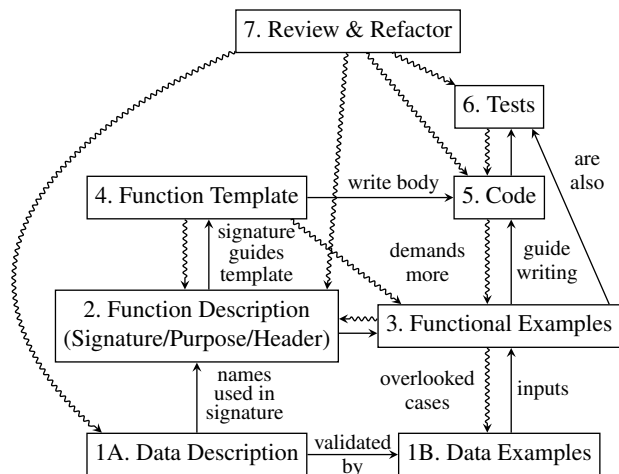 7. Review & Refactor
6. Tests
are
also
4. Function Template
write body
5. Code
signature
guides
template
demands
more
guide
writing
2. Function Description
(Signature/Purpose/Header)
3. Functional Examples
names
used in
signature
overlooked
cases
inputs
1A. Data Description
validated
by
1B. Data Examples